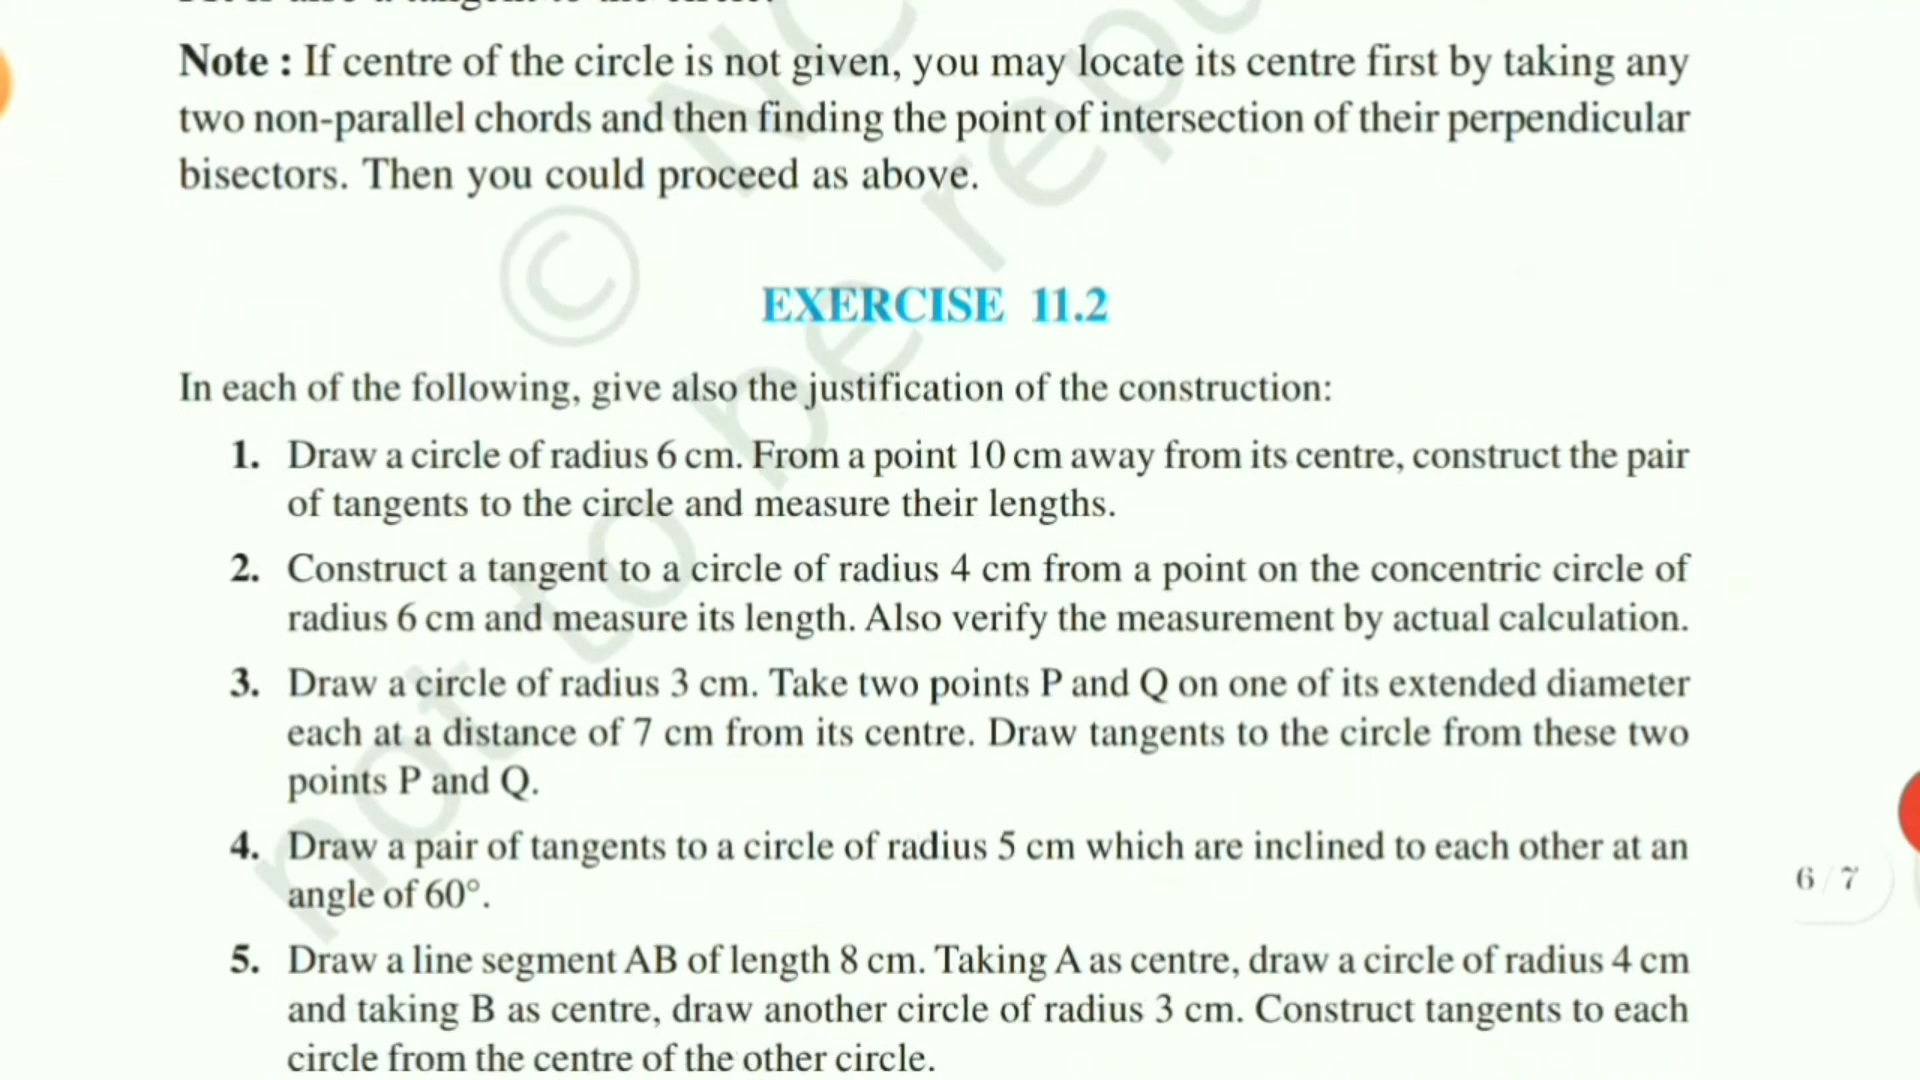 Note : If centre of the circle is not given, you may locate its centre first by taking any
two non-parallel chords and then finding the point of intersection of their perpendicular
bisectors. Then you could proceed as above.
EXERCISE 11.2
In each of the following, give also the justification of the construction:
1. Draw a circle of radius 6 cm. From a point 10 cm away from its centre, construct the pair
of tangents to the circle and measure their lengths.
2. Construct a tangent to a circle of radius 4 cm from a point on the concentric circle of
radius 6 cm and measure its length. Also verify the measurement by actual calculation.
3. Draw a circle of radius 3 cm. Take two points P and Q on one of its extended diameter
each at a distance of 7 cm from its centre. Draw tangents to the circle from these two
points P and Q.
4. Draw a pair of tangents to a circle of radius 5 cm which are inclined to each other at an
angle of 60°.
6 / 7
5. Draw a line segment AB of length 8 cm. Taking A as centre, draw a circle of radius 4 cm
and taking B as centre, draw another circle of radius 3 cm. Construct tangents to each
circle from the centre of the other circle.
© NC
not to be repu